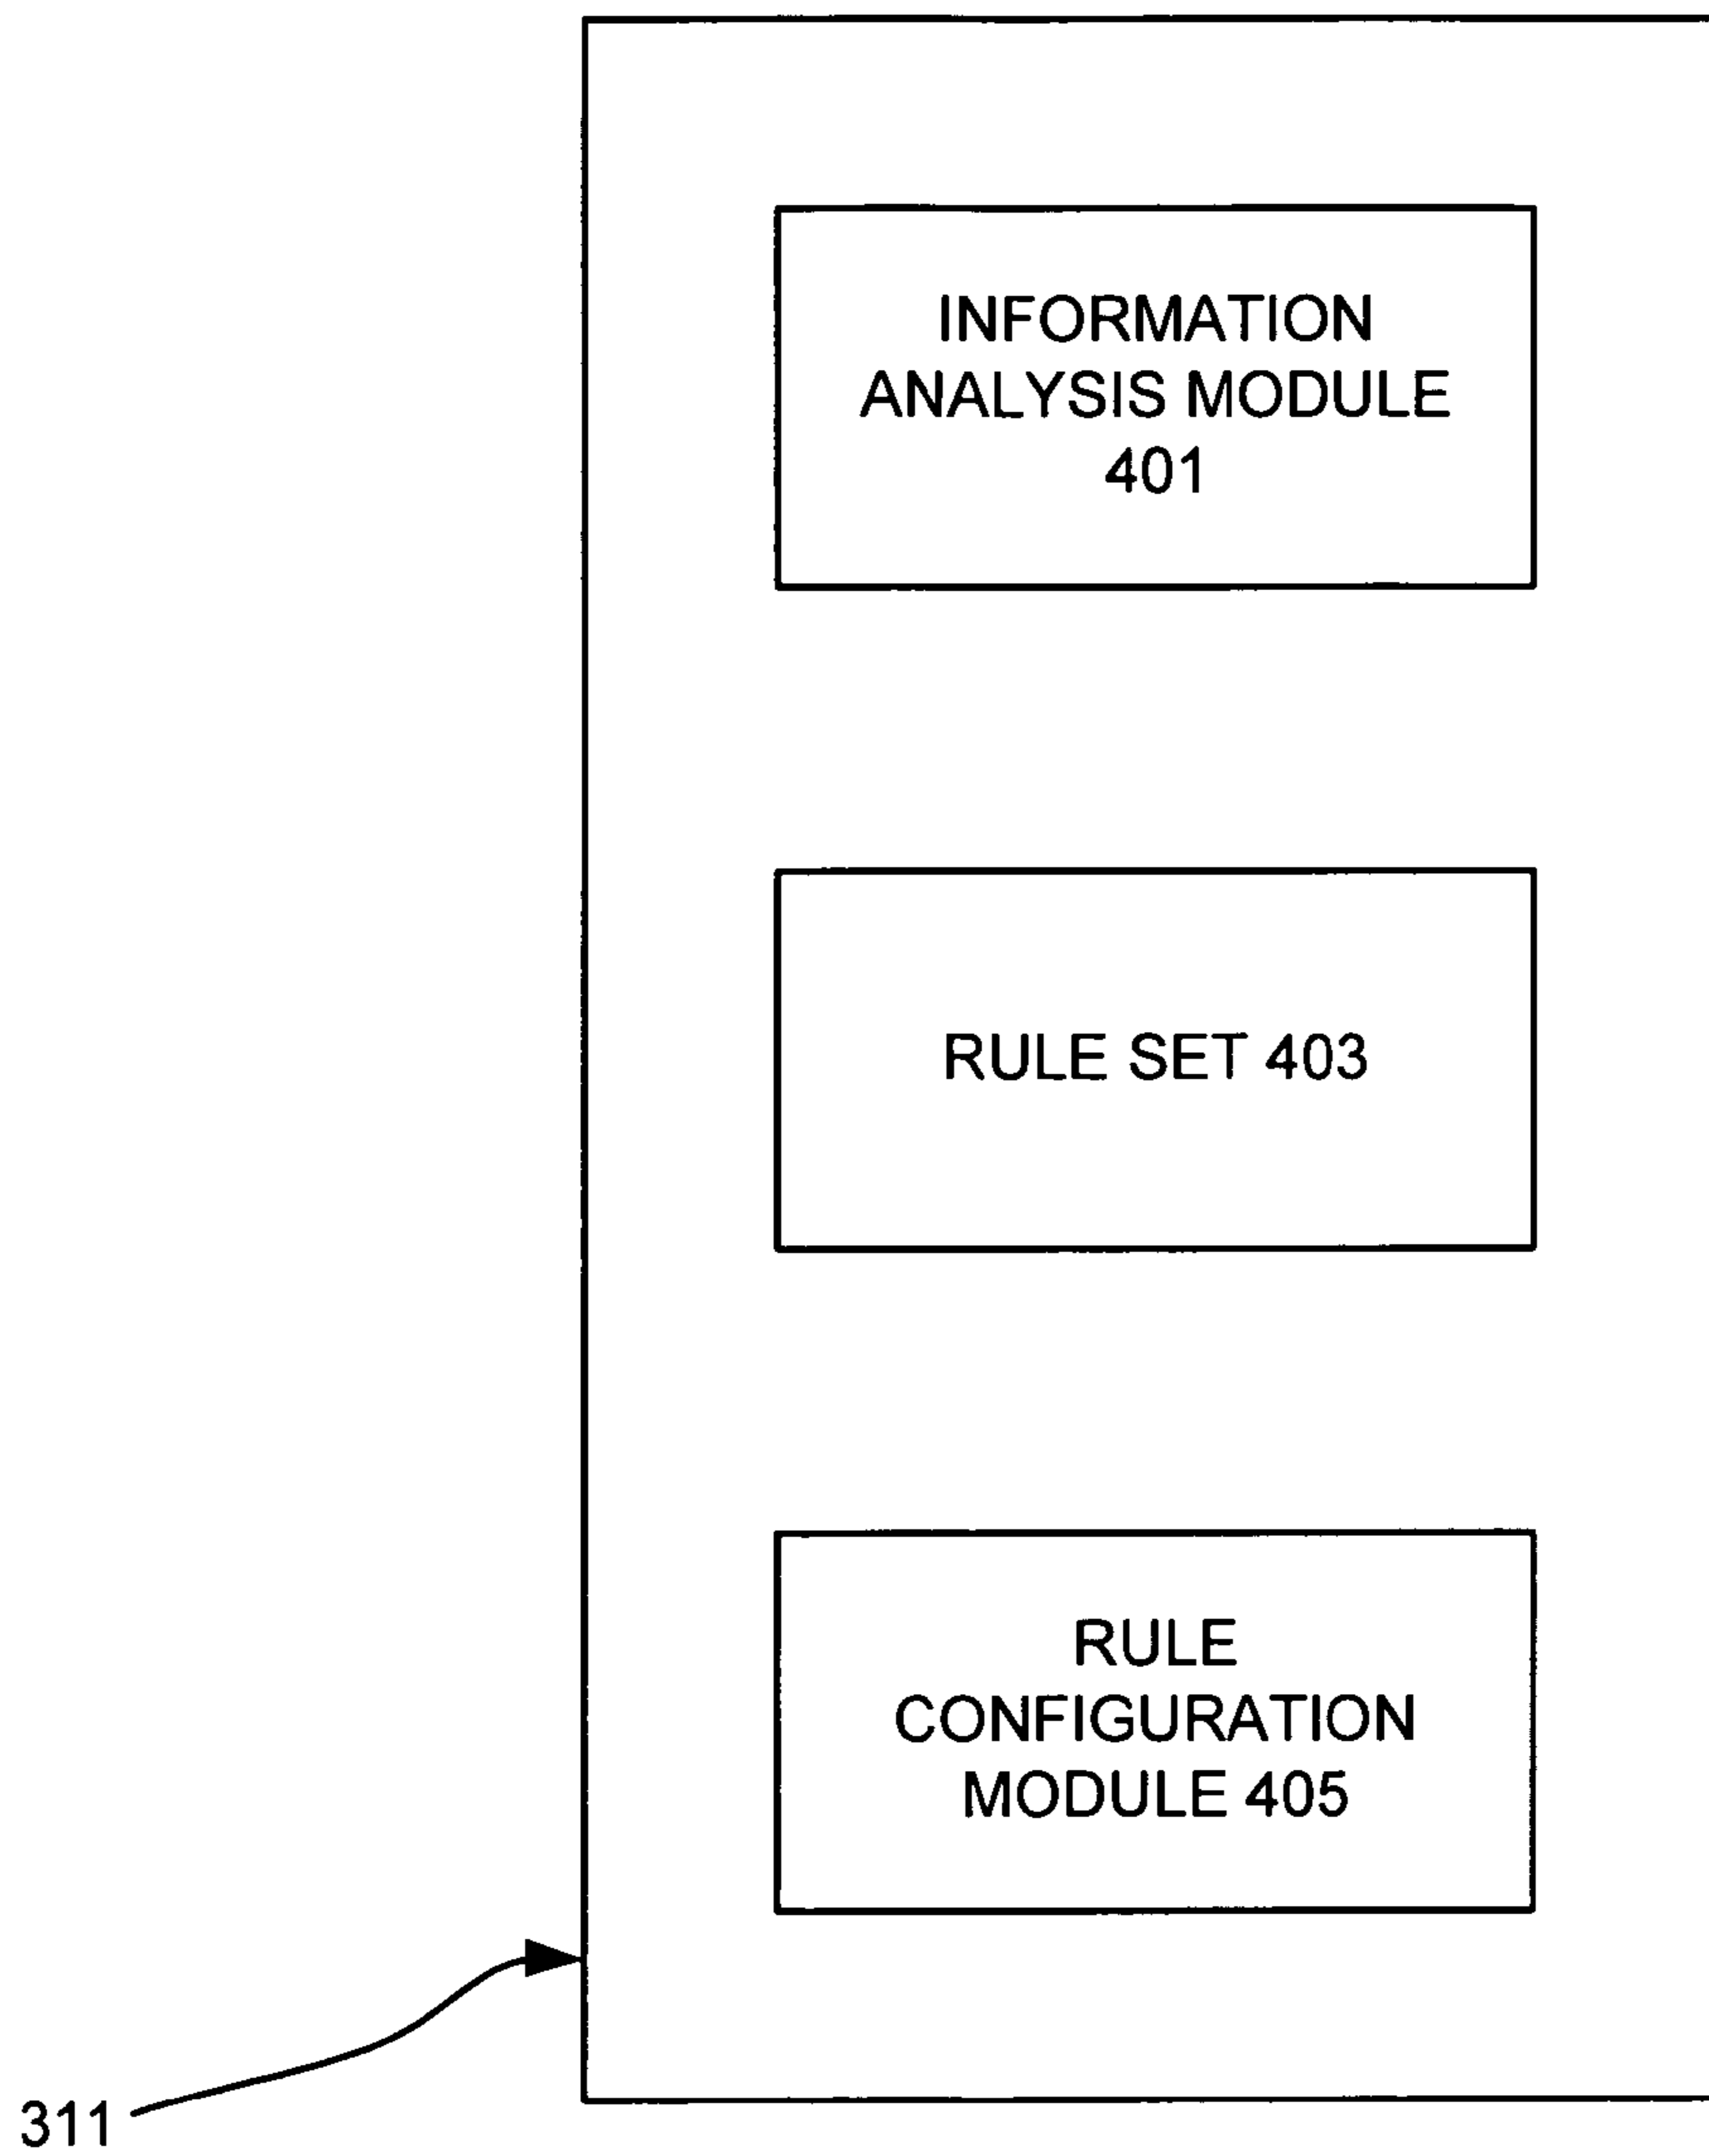 INFORMATION
ANALYSIS MODULE
401
RULE SET 403
RULE
CONFIGURATION
MODULE 405
311